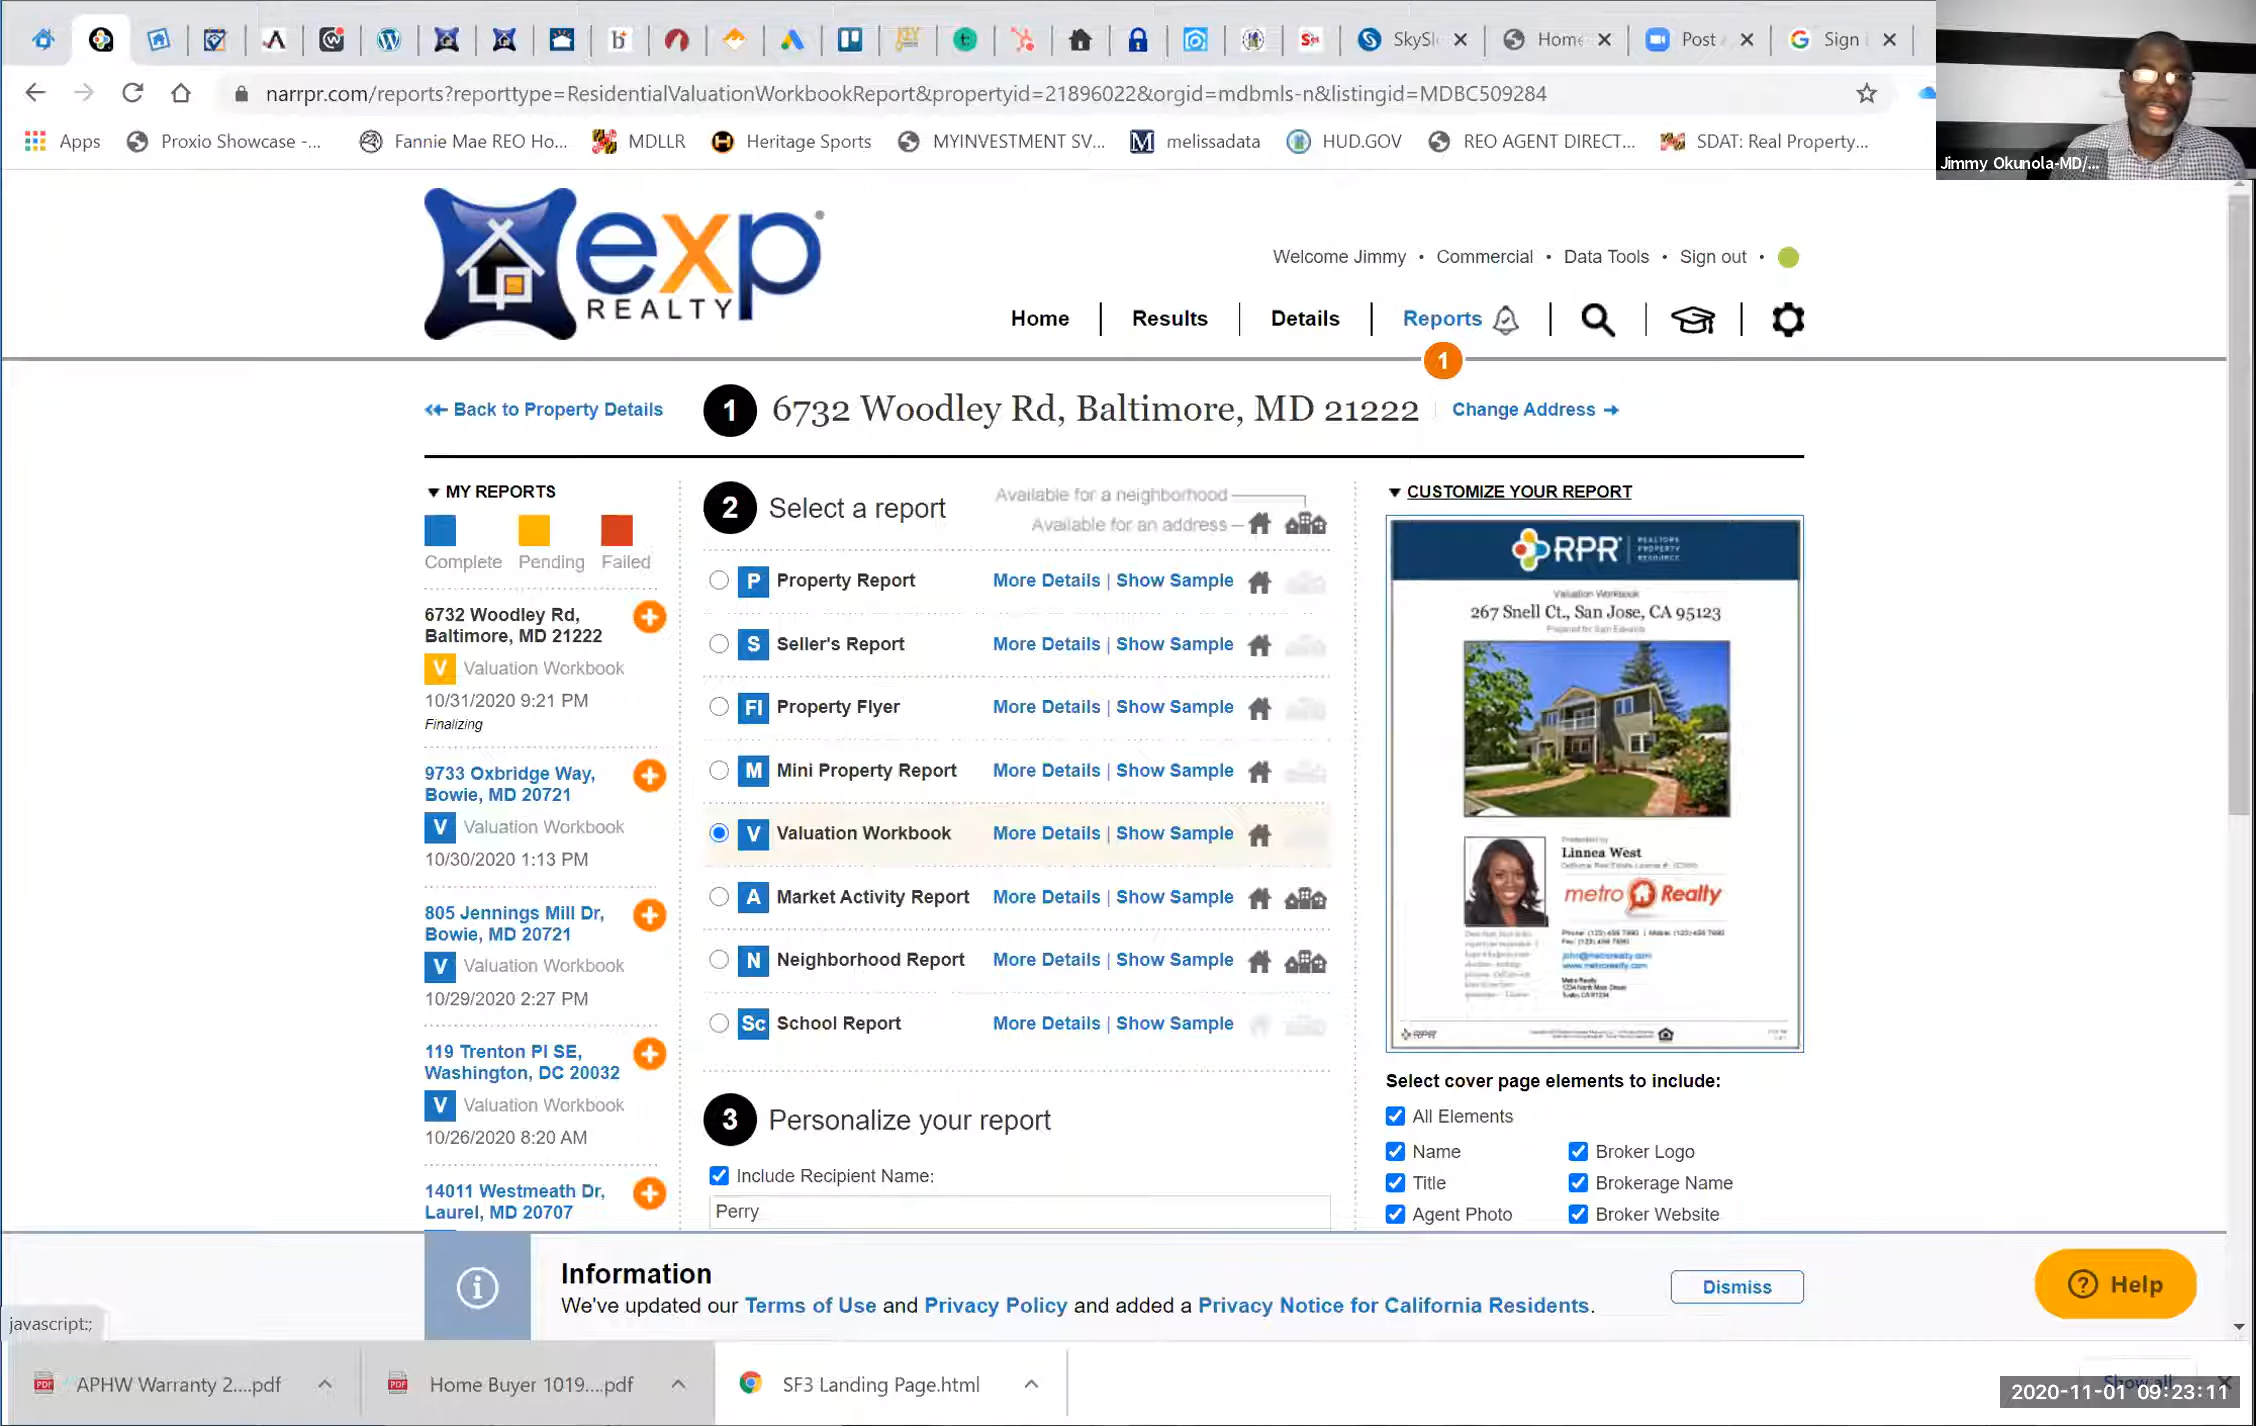 SkySl
Home
Post
Sign i
narrpr.com/reports?reporttype=ResidentialValuationWorkbookReport&propertyid=21896022&orgid=mdbmls-n&listingid=MDBC509284
Apps
Proxio Showcase -...
Fannie Mae REO Ho...
MDLLR
Heritage Sports
MYINVESTMENT SV...
melissadata
HUD.GOV
REO AGENT DIRECT...
SDAT: Real Property...
Jimmy Okunola-MD/...
exp
REALTY
Welcome Jimmy • Commercial • Data Tools • Sign out •
Home
Results
Details
Reports
1
Back to Property Details
1 6732 Woodley Rd, Baltimore, MD 21222
Change Address
MY REPORTS
Complete Pending Failed
6732 Woodley Rd,
Baltimore, MD 21222
V Valuation Workbook
10/31/2020 9:21 PM
Finalizing
9733 Oxbridge Way,
Bowie, MD 20721
V Valuation Workbook
10/30/2020 1:13 PM
805 Jennings Mill Dr,
Bowie, MD 20721
V Valuation Workbook
10/29/2020 2:27 PM
119 Trenton Pl SE,
Washington, DC 20032
V Valuation Workbook
10/26/2020 8:20 AM
14011 Westmeath Dr,
Laurel, MD 20707
2 Select a report
Available for a neighborhood
Available for an address
P Property Report More Details | Show Sample
S Seller's Report More Details | Show Sample
Fl Property Flyer More Details | Show Sample
M Mini Property Report More Details | Show Sample
V Valuation Workbook More Details | Show Sample
A Market Activity Report More Details | Show Sample
N Neighborhood Report More Details | Show Sample
Sc School Report More Details | Show Sample
3 Personalize your report
Include Recipient Name:
Perry
CUSTOMIZE YOUR REPORT
RPR
REALTORS
PROPERTY
RESOURCE
Valuation Workbook
267 Snell Ct., San Jose, CA 95123
Prepared for Sam Edwards
Presented by
Linnea West
metro Realty
RPR
Select cover page elements to include:
All Elements
Name
Broker Logo
Title
Brokerage Name
Agent Photo
Broker Website
Information
We've updated our Terms of Use and Privacy Policy and added a Privacy Notice for California Residents.
Dismiss
Help
javascript:;
APHW Warranty 2....pdf
Home Buyer 1019....pdf
SF3 Landing Page.html
Show all
2020-11-01 09:23:11